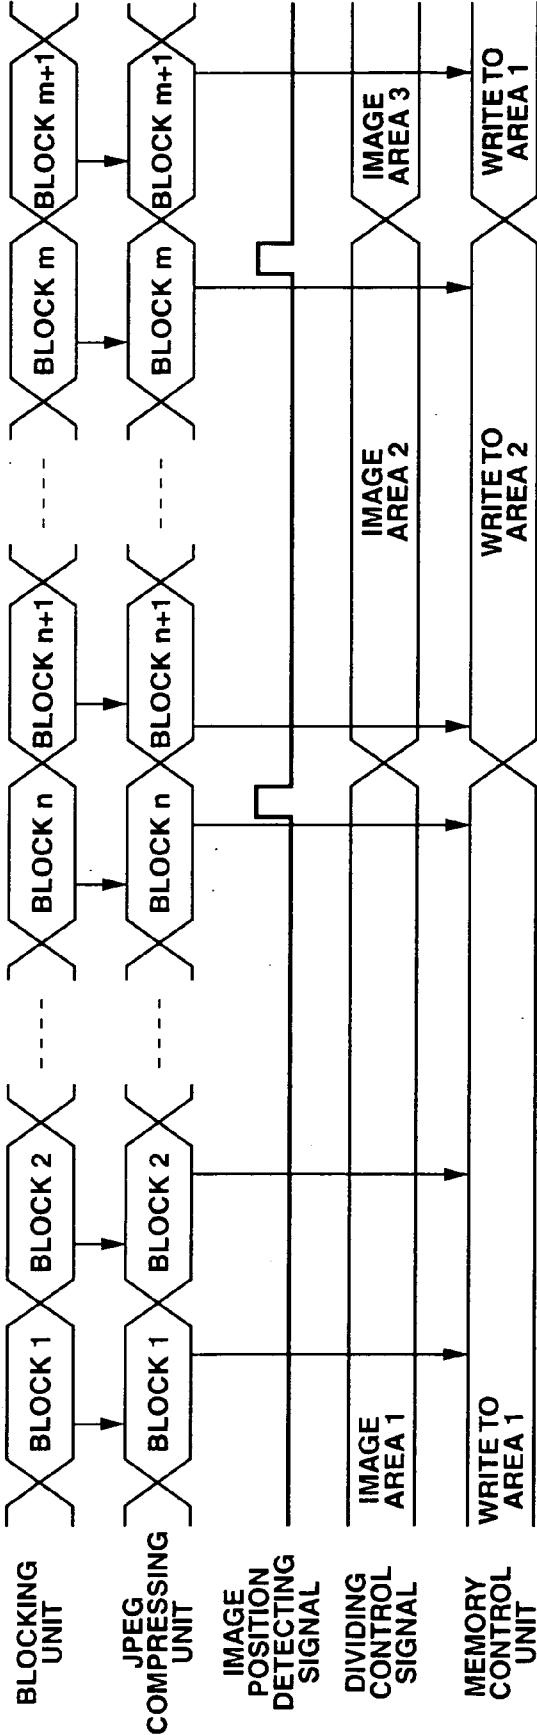 BLOCKING
UNIT
BLOCK 1
BLOCK 2
-----
BLOCK n
BLOCK n+1
-----
BLOCK m
BLOCK m+1
JPEG
COMPRESSING
UNIT
BLOCK 1
BLOCK 2
-----
BLOCK n
BLOCK n+1
-----
BLOCK m
BLOCK m+1
IMAGE
POSITION
DETECTING
SIGNAL
DIVIDING
CONTROL
SIGNAL
IMAGE
AREA 1
IMAGE
AREA 2
IMAGE
AREA 3
MEMORY
CONTROL
UNIT
WRITE TO
AREA 1
WRITE TO
AREA 2
WRITE TO
AREA 1